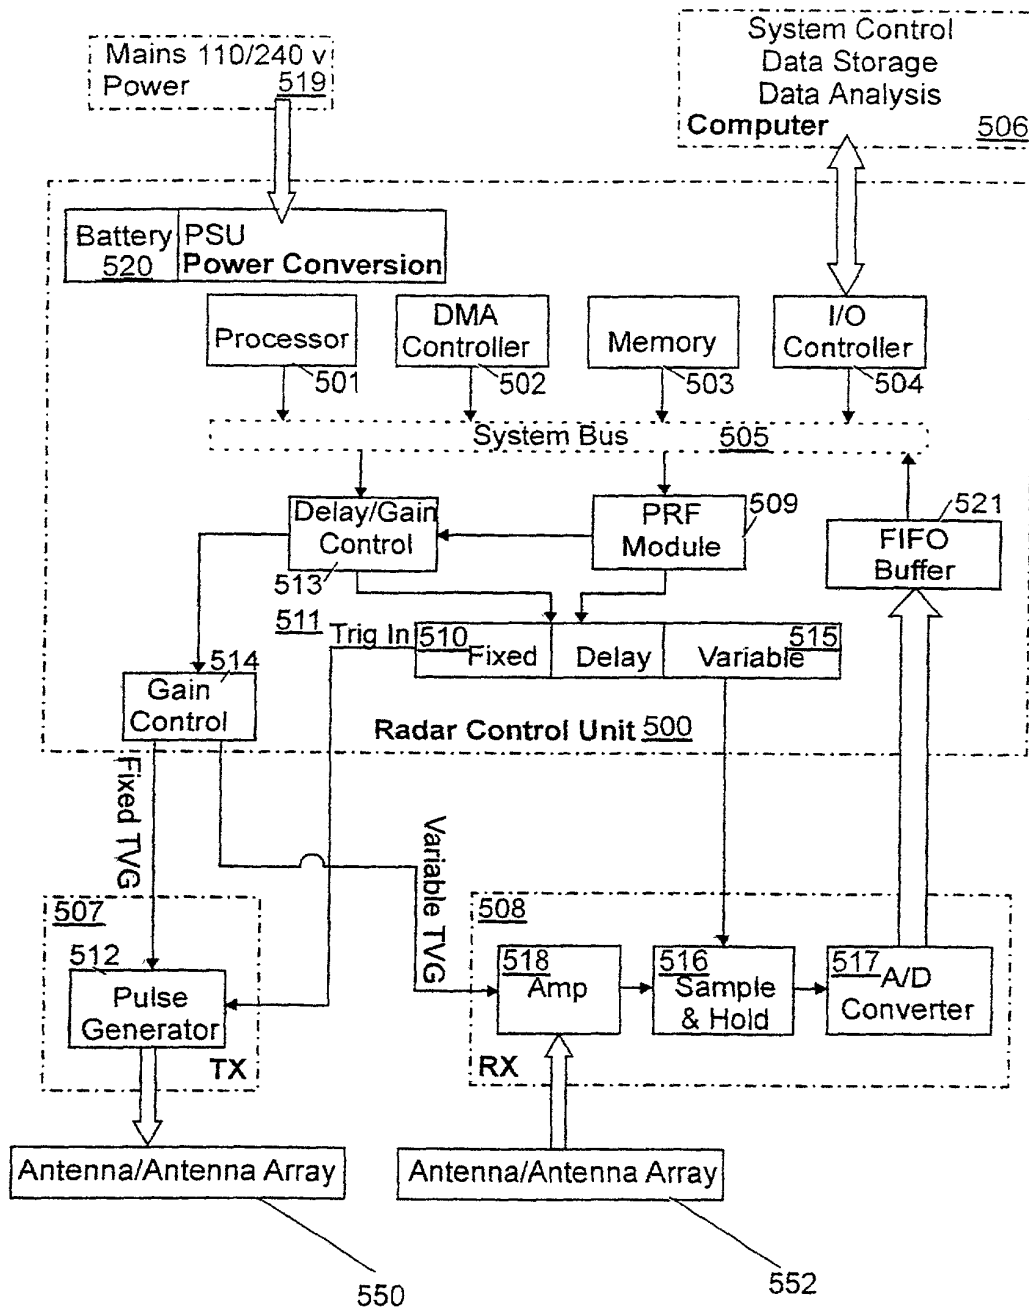 Mains 110/240 v
Power 519
System Control
Data Storage
Data Analysis
Computer 506
Battery
520
PSU
Power Conversion
Processor
501
DMA
Controller
502
Memory
503
I/O
Controller
504
System Bus 505
Delay/Gain
Control
513
PRF
Module
509
521
FIFO
Buffer
511 Trig In
510
Fixed
Delay
515
Variable
514
Gain
Control
Radar Control Unit 500
Fixed TVG
Variable TVG
507
512
Pulse
Generator
TX
508
518
Amp
516
Sample
& Hold
517
A/D
Converter
RX
Antenna/Antenna Array
Antenna/Antenna Array
550
552